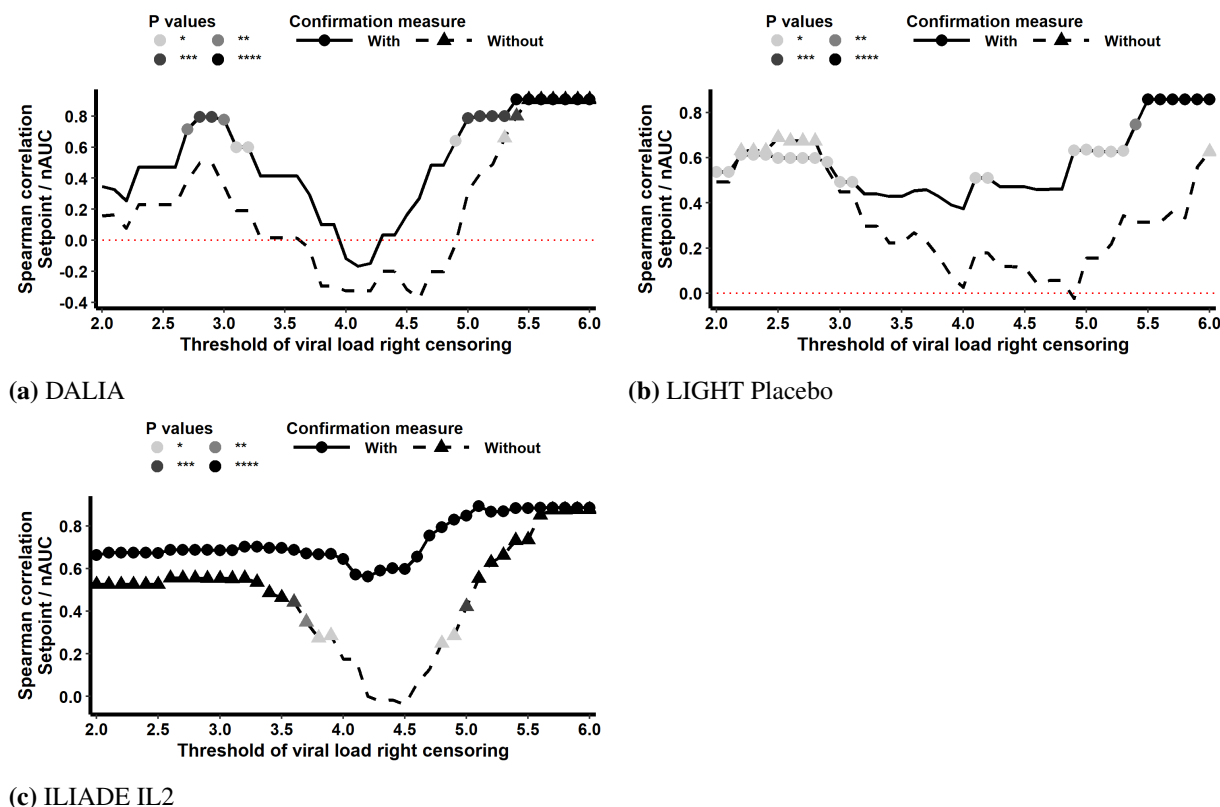 P values
Confirmation measure
* ** With Without
*** ****
Spearman correlation
Setpoint / nAUC
0.8
0.6
0.4
0.2
0.0
-0.2
-0.4
2.0 2.5 3.0 3.5 4.0 4.5 5.0 5.5 6.0
Threshold of viral load right censoring
(a) DALIA
P values
Confirmation measure
* ** With Without
*** ****
Spearman correlation
Setpoint / nAUC
0.8
0.6
0.4
0.2
0.0
2.0 2.5 3.0 3.5 4.0 4.5 5.0 5.5 6.0
Threshold of viral load right censoring
(b) LIGHT Placebo
P values
Confirmation measure
* ** With Without
*** ****
Spearman correlation
Setpoint / nAUC
0.8
0.6
0.4
0.2
0.0
2.0 2.5 3.0 3.5 4.0 4.5 5.0 5.5 6.0
Threshold of viral load right censoring
(c) ILIADE IL2